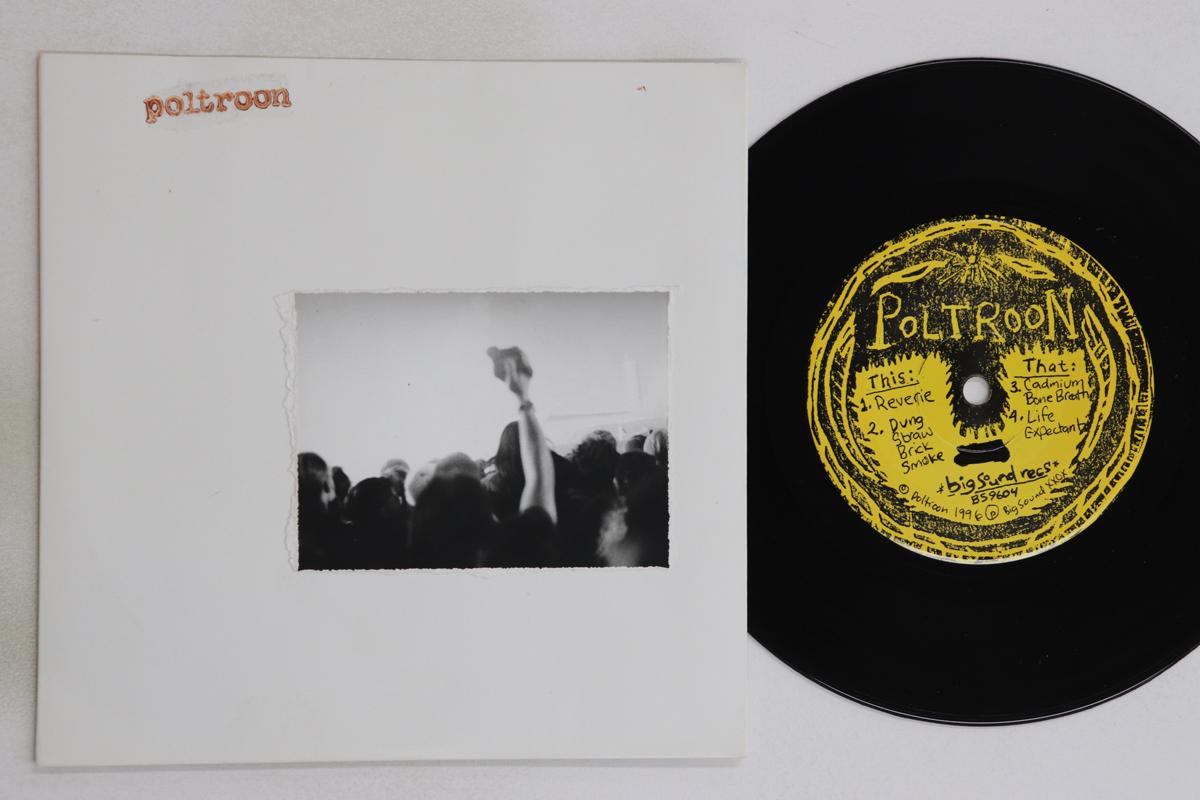 poltroon
POLTROON
This:
1. Reverie
2. Dung
Straw
Brick
Smoke
That:
3. Cadmium
Bone Breath
4. Life
Expectant
*big sound recs*
BS9604
© Poltroon 1996 ℗ Big Sound